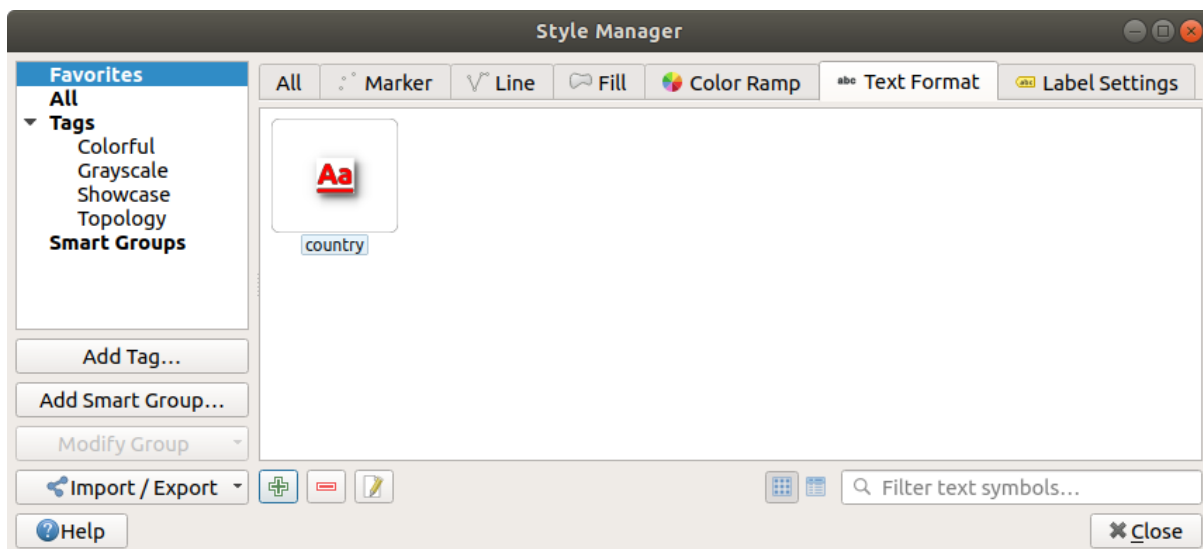 Style Manager
Favorites
All
Tags
Colorful
Grayscale
Showcase
Topology
Smart Groups
Add Tag...
Add Smart Group...
Modify Group
Import / Export
Help
All
Marker
Line
Fill
Color Ramp
abc Text Format
abc Label Settings
Aa
country
Filter text symbols...
Close